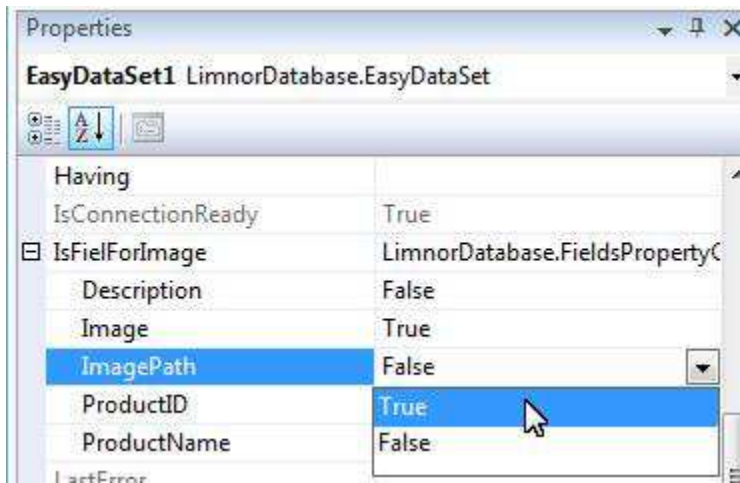 Properties
EasyDataSet1 LimnorDatabase.EasyDataSet
A
Z
Having
IsConnectionReady True
IsFielForImage LimnorDatabase.FieldsPropertyC
Description False
Image True
ImagePath False
ProductID True
ProductName False
LastError